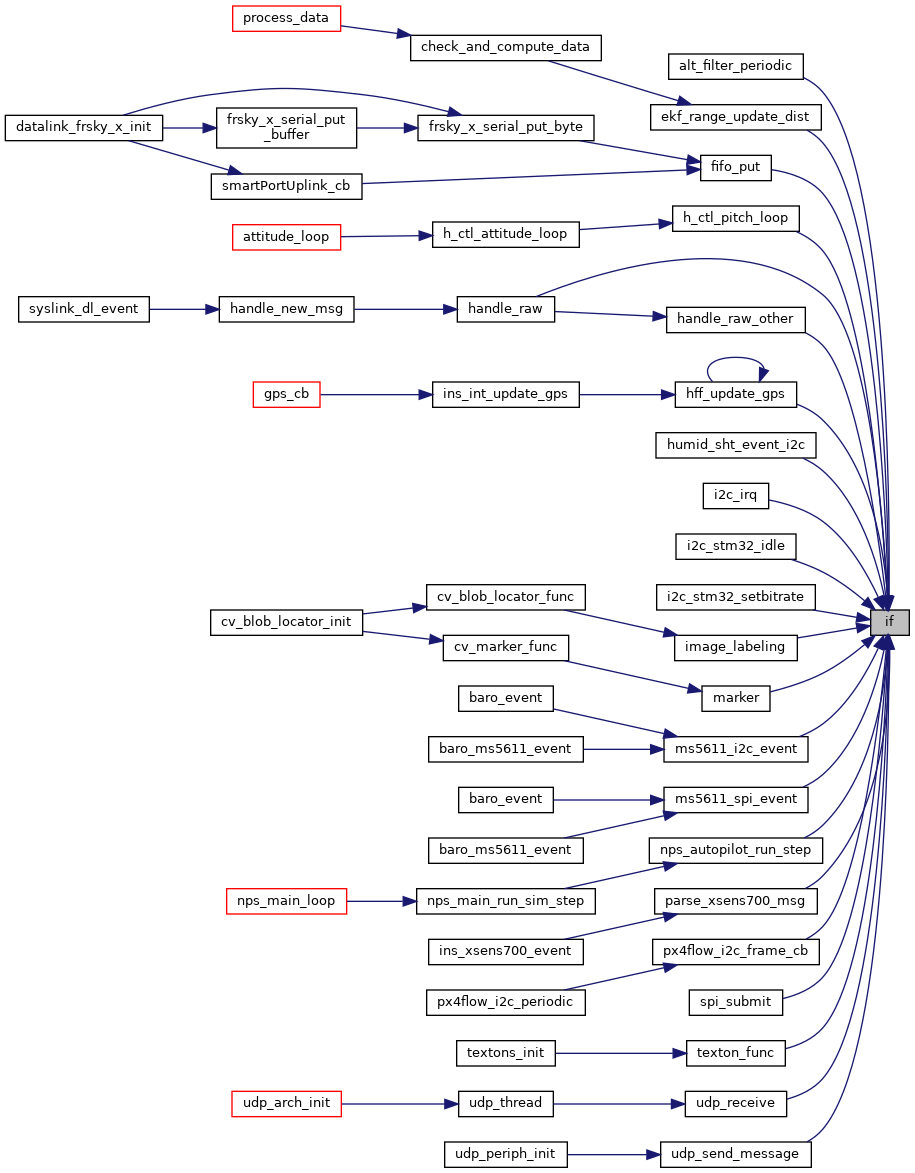 process_data
check_and_compute_data
alt_filter_periodic
ekf_range_update_dist
datalink_frsky_x_init
frsky_x_serial_put
_buffer
frsky_x_serial_put_byte
fifo_put
smartPortUplink_cb
attitude_loop
h_ctl_attitude_loop
h_ctl_pitch_loop
syslink_dl_event
handle_new_msg
handle_raw
handle_raw_other
gps_cb
ins_int_update_gps
hff_update_gps
humid_sht_event_i2c
i2c_irq
i2c_stm32_idle
i2c_stm32_setbitrate
if
cv_blob_locator_init
cv_blob_locator_func
cv_marker_func
image_labeling
marker
baro_event
baro_ms5611_event
ms5611_i2c_event
baro_event
baro_ms5611_event
ms5611_spi_event
nps_autopilot_run_step
nps_main_loop
nps_main_run_sim_step
parse_xsens700_msg
ins_xsens700_event
px4flow_i2c_frame_cb
px4flow_i2c_periodic
spi_submit
textons_init
texton_func
udp_arch_init
udp_thread
udp_receive
udp_periph_init
udp_send_message